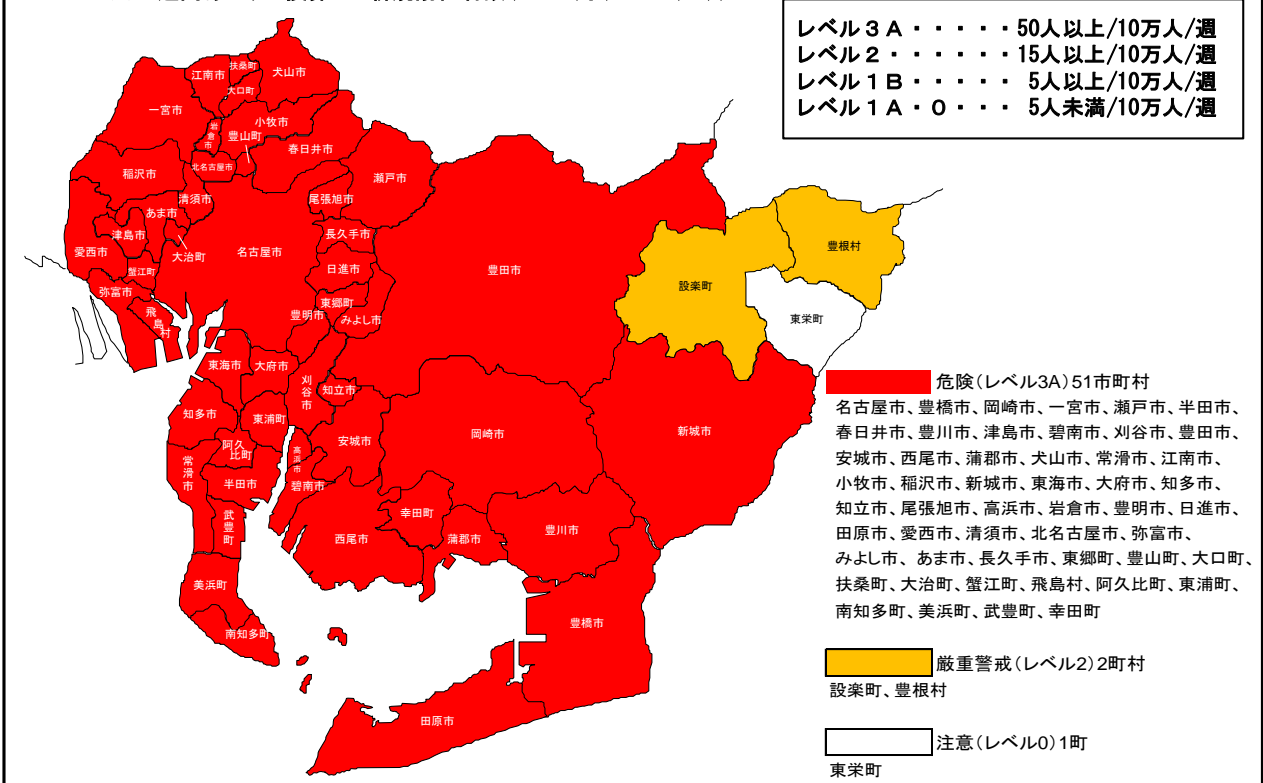 レベル3A・・・・・50人以上/10万人/週
レベル2・・・・・・15人以上/10万人/週
レベル1B・・・・・ 5人以上/10万人/週
レベル1A・0・・・ 5人未満/10万人/週
扶桑町
犬山市
江南市
大口町
一宮市
小牧市
岩倉市
豊山町
春日井市
北名古屋市
稲沢市
瀬戸市
清須市
尾張旭市
あま市
津島市
長久手市
愛西市
大治町
名古屋市
豊田市
豊根村
蟹江町
日進市
設楽町
弥富市
東郷町
飛島村
豊明市
みよし市
東栄町
東海市
大府市
刈谷市
知立市
知多市
東浦町
岡崎市
新城市
安城市
阿久比町
高浜市
常滑市
半田市
碧南市
武豊町
西尾市
幸田町
蒲郡市
豊川市
美浜町
南知多町
豊橋市
田原市
危険(レベル3A)51市町村
名古屋市、豊橋市、岡崎市、一宮市、瀬戸市、半田市、
春日井市、豊川市、津島市、碧南市、刈谷市、豊田市、
安城市、西尾市、蒲郡市、犬山市、常滑市、江南市、
小牧市、稲沢市、新城市、東海市、大府市、知多市、
知立市、尾張旭市、高浜市、岩倉市、豊明市、日進市、
田原市、愛西市、清須市、北名古屋市、弥富市、
みよし市、あま市、長久手市、東郷町、豊山町、大口町、
扶桑町、大治町、蟹江町、飛島村、阿久比町、東浦町、
南知多町、美浜町、武豊町、幸田町
厳重警戒(レベル2)2町村
設楽町、豊根村
注意(レベル0)1町
東栄町